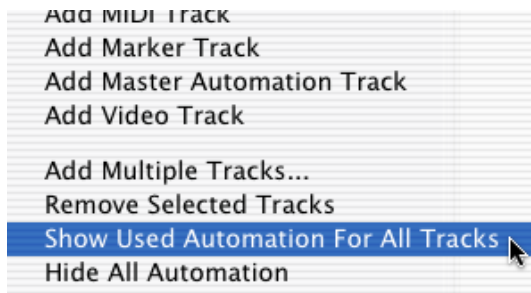 Add MIDI Track
Add Marker Track
Add Master Automation Track
Add Video Track
Add Multiple Tracks...
Remove Selected Tracks
Show Used Automation For All Tracks
Hide All Automation